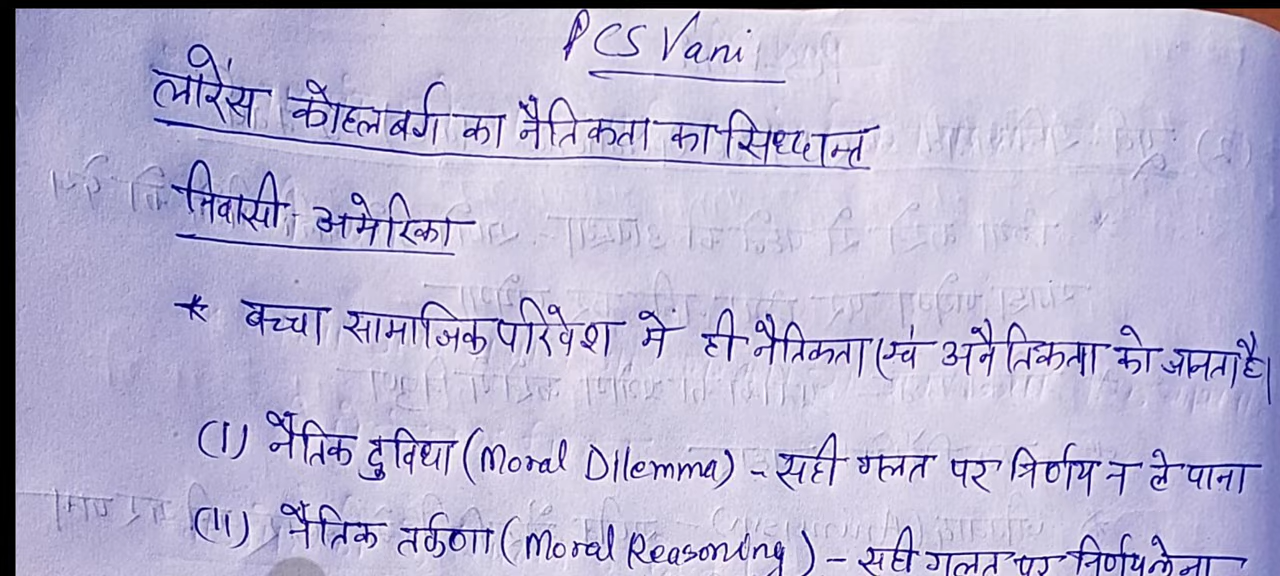 PCS Vani
लॉरेंस कोहलबर्ग का नैतिकता का सिध्दान्त
निवासी अमेरिका
* बच्चा सामाजिक परिवेश में ही नैतिकता एवं अनैतिकता को जानता है।
(I) नैतिक दुविधा (Moral Dilemma) - सही गलत पर निर्णय न ले पाना
(II) नैतिक तर्कणा (Moral Reasoning) - सही गलत पर निर्णय लेना